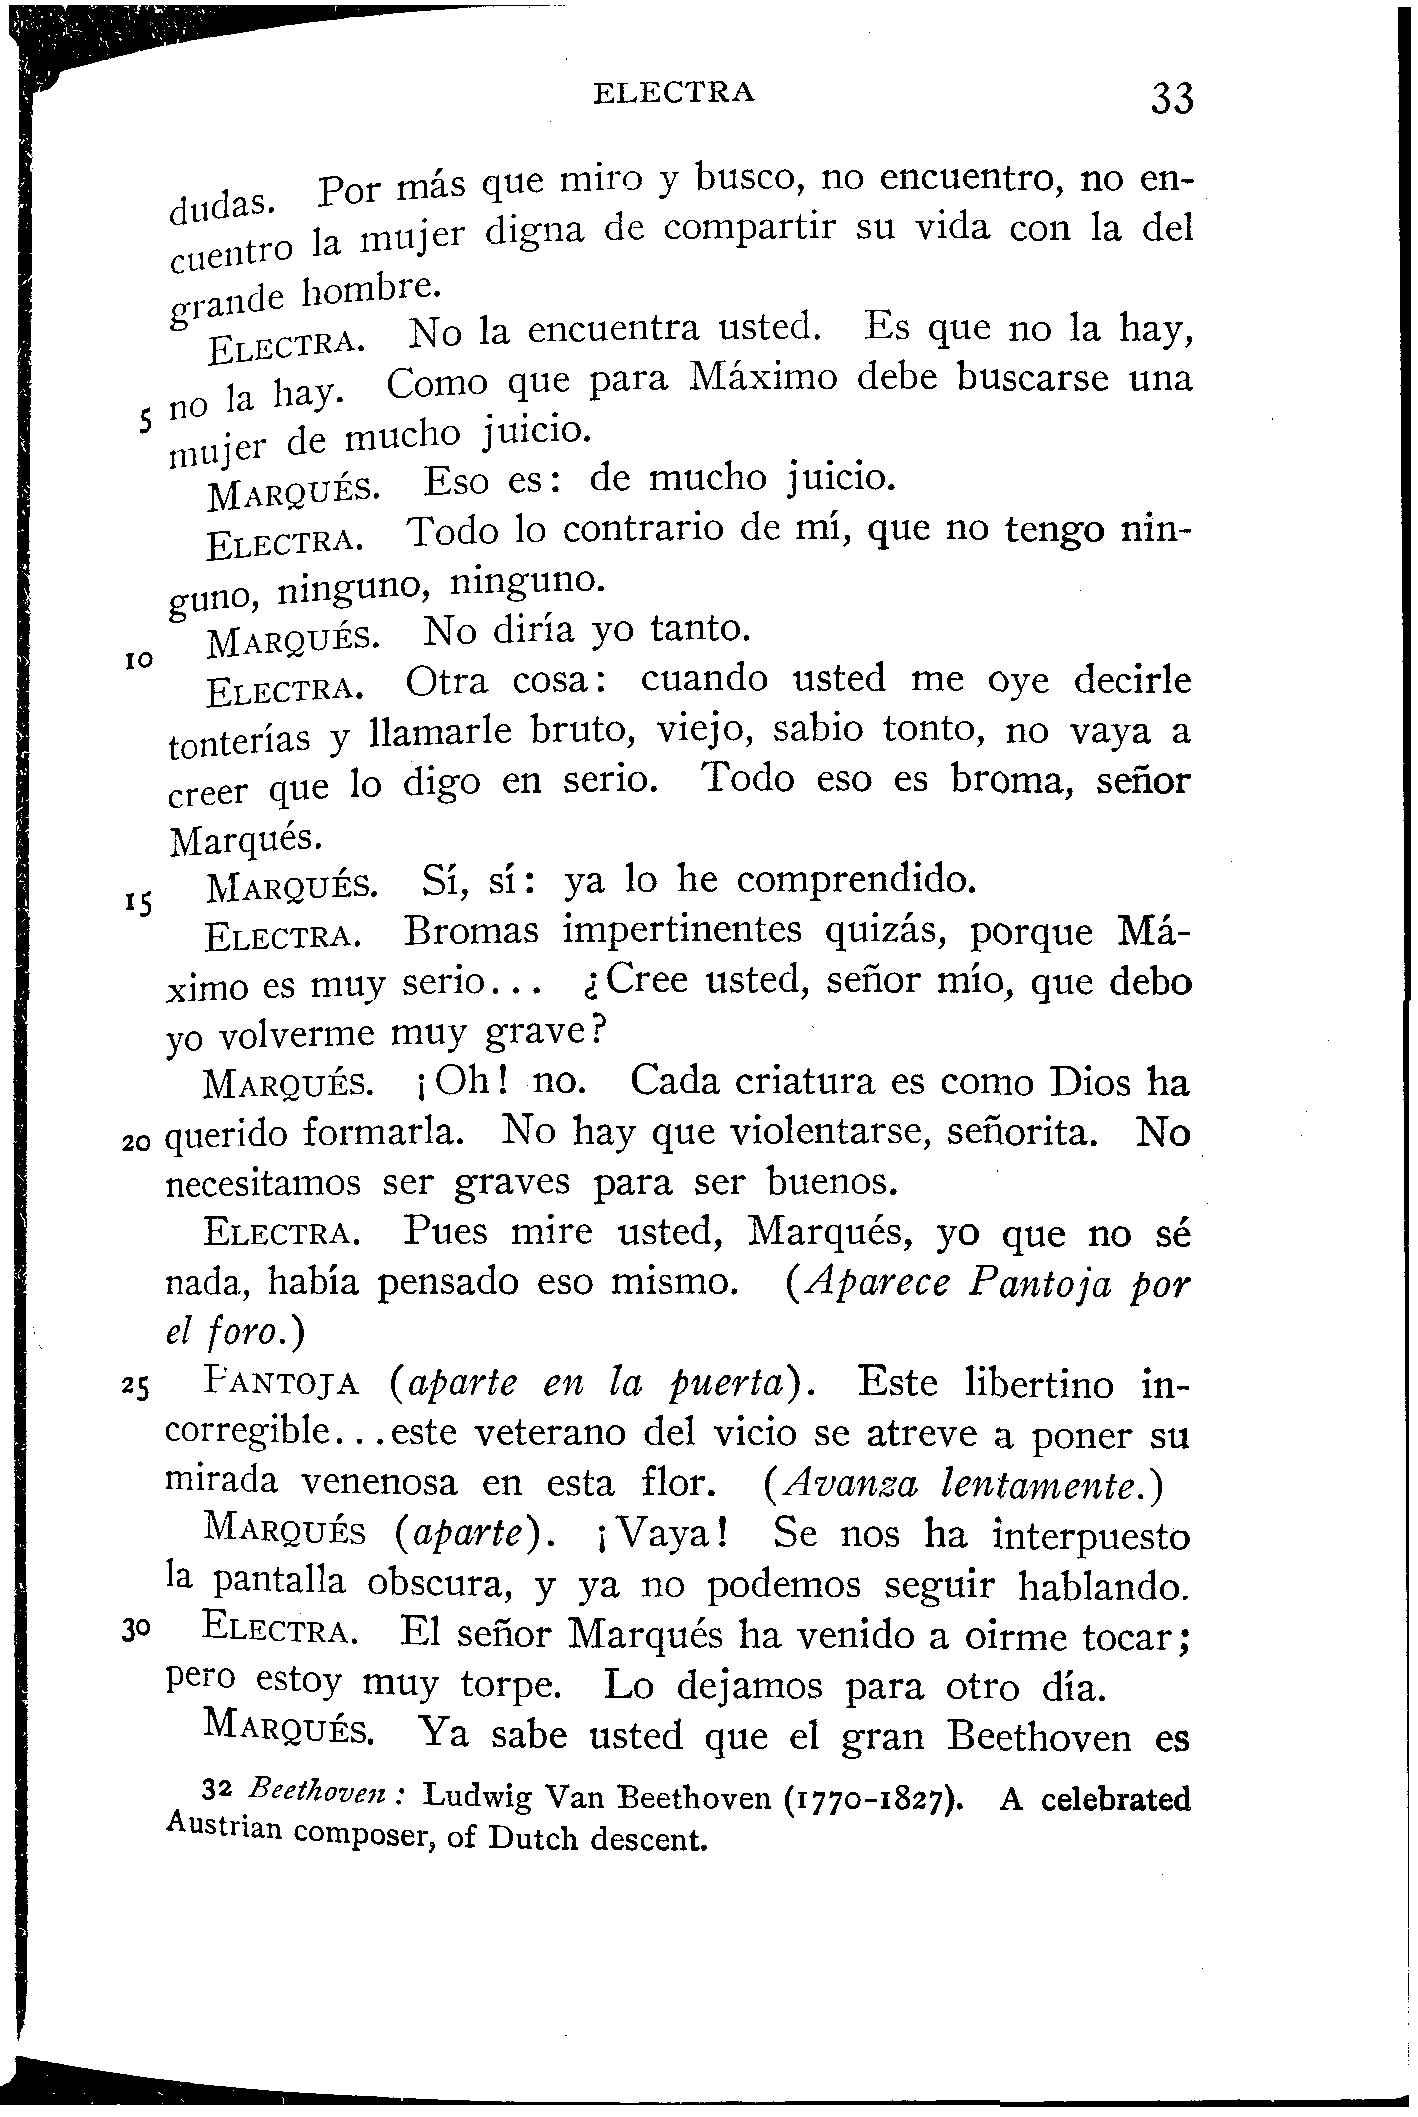 ELECTRA 33
dudas. Por más que miro y busco, no encuentro, no en-
cuentro la mujer digna de compartir su vida con la del
grande hombre.
ELECTRA. No la encuentra usted. Es que no la hay,
5 no la hay. Como que para Máximo debe buscarse una
mujer de mucho juicio.
MARQUÉS. Eso es: de mucho juicio.
ELECTRA. Todo lo contrario de mí, que no tengo nin-
guno, ninguno, ninguno.
10 MARQUÉS. No diría yo tanto.
ELECTRA. Otra cosa: cuando usted me oye decirle
tonterías y llamarle bruto, viejo, sabio tonto, no vaya a
creer que lo digo en serio. Todo eso es broma, señor
Marqués.
15 MARQUÉS. Sí, sí: ya lo he comprendido.
ELECTRA. Bromas impertinentes quizás, porque Má-
ximo es muy serio... ¿Cree usted, señor mío, que debo
yo volverme muy grave?
MARQUÉS. ¡Oh! no. Cada criatura es como Dios ha
20 querido formarla. No hay que violentarse, señorita. No
necesitamos ser graves para ser buenos.
ELECTRA. Pues mire usted, Marqués, yo que no sé
nada, había pensado eso mismo. (Aparece Pantoja por
el foro.)
25 PANTOJA (aparte en la puerta). Este libertino in-
corregible...este veterano del vicio se atreve a poner su
mirada venenosa en esta flor. (Avanza lentamente.)
MARQUÉS (aparte). ¡Vaya! Se nos ha interpuesto
la pantalla obscura, y ya no podemos seguir hablando.
30 ELECTRA. El señor Marqués ha venido a oirme tocar;
pero estoy muy torpe. Lo dejamos para otro día.
MARQUÉS. Ya sabe usted que el gran Beethoven es
32 Beethoven: Ludwig Van Beethoven (1770-1827). A celebrated
Austrian composer, of Dutch descent.